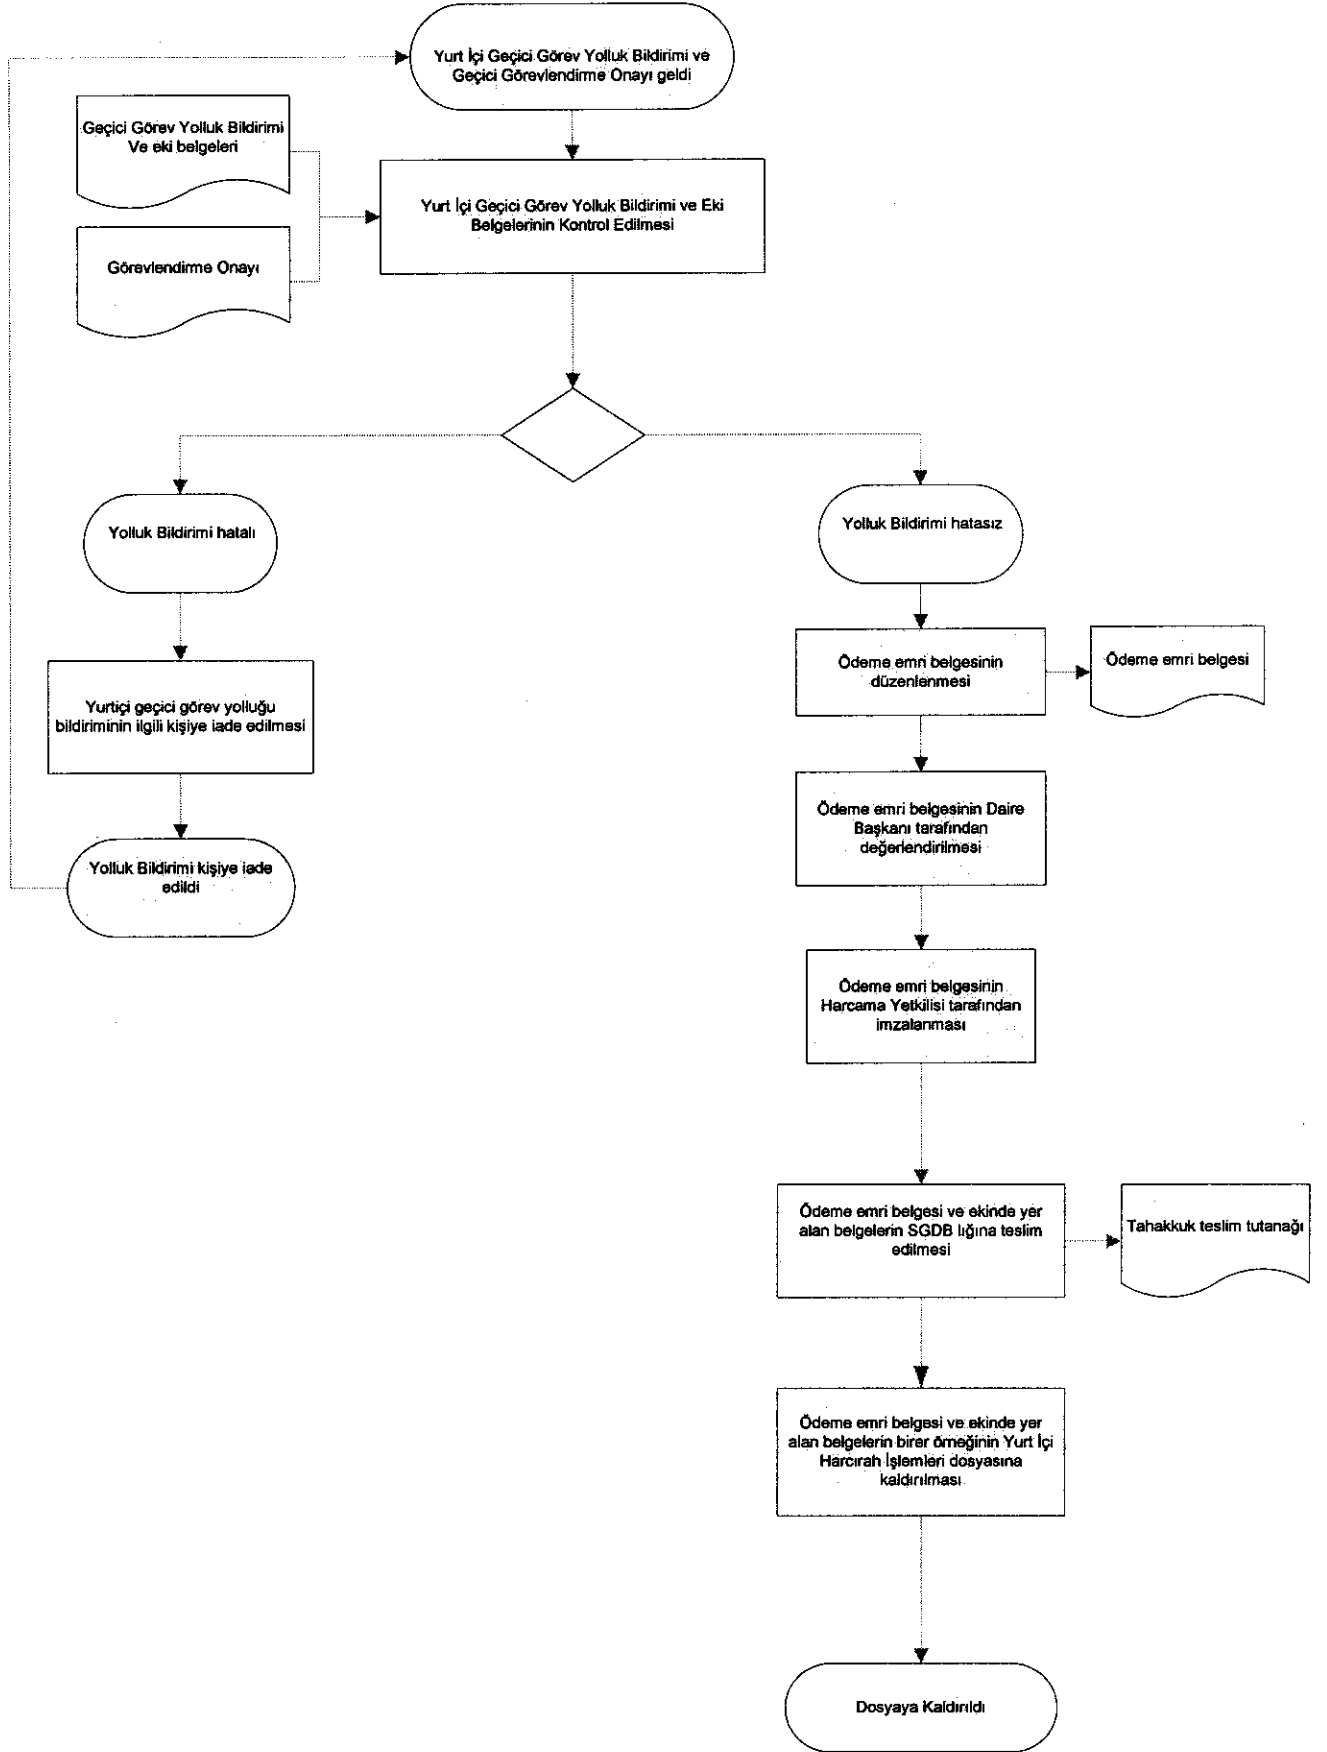 Yurt İçi Geçici Görev Yolluk Bildirimi ve
Geçici Görevlendirme Onayı geldi
Geçici Görev Yolluk Bildirimi
Ve eki belgeleri
Yurt İçi Geçici Görev Yolluk Bildirimi ve Eki
Belgelerinin Kontrol Edilmesi
Görevlendirme Onayı
Yolluk Bildirimi hatalı
Yurtiçi geçici görev yolluğu
bildiriminin ilgili kişiye iade edilmesi
Yolluk Bildirimi kişiye iade
edildi
Yolluk Bildirimi hatasız
Ödeme emri belgesinin
düzenlenmesi
Ödeme emri belgesi
Ödeme emri belgesinin Daire
Başkanı tarafından
değerlendirilmesi
Ödeme emri belgesinin
Harcama Yetkilisi tarafından
imzalanması
Ödeme emri belgesi ve ekinde yer
alan belgelerin SGDB lığına teslim
edilmesi
Tahakkuk teslim tutanağı
Ödeme emri belgesi ve ekinde yer
alan belgelerin birer örneğinin Yurt İçi
Harcırah İşlemleri dosyasına
kaldırılması
Dosyaya Kaldırıldı